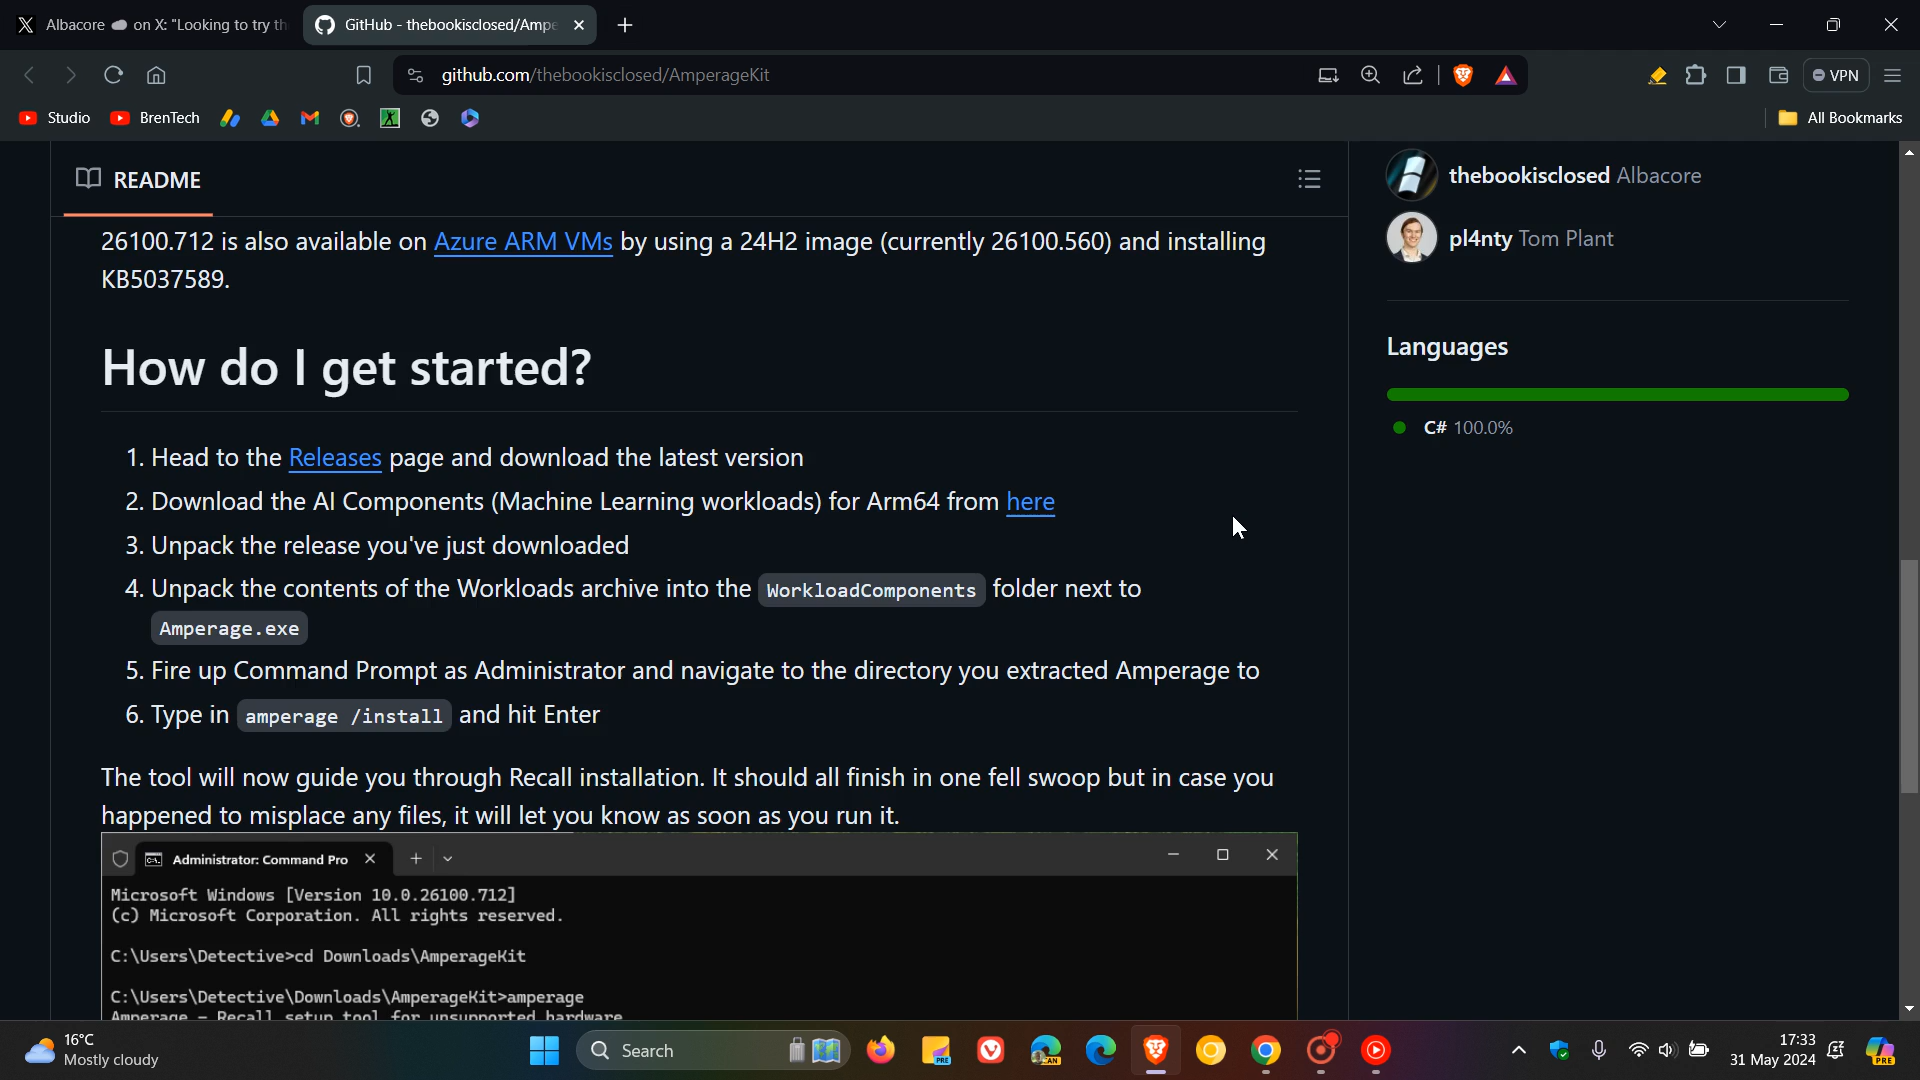 Albacore ☁ on X: "Looking to try th
GitHub - thebookisclosed/Ampe
github.com/thebookisclosed/AmperageKit
VPN
Studio
BrenTech
All Bookmarks
README
26100.712 is also available on Azure ARM VMs by using a 24H2 image (currently 26100.560) and installing
KB5037589.
How do I get started?
1. Head to the Releases page and download the latest version
2. Download the AI Components (Machine Learning workloads) for Arm64 from here
3. Unpack the release you've just downloaded
4. Unpack the contents of the Workloads archive into the WorkloadComponents folder next to
Amperage.exe
5. Fire up Command Prompt as Administrator and navigate to the directory you extracted Amperage to
6. Type in amperage /install and hit Enter
The tool will now guide you through Recall installation. It should all finish in one fell swoop but in case you
happened to misplace any files, it will let you know as soon as you run it.
Administrator: Command Pro
Microsoft Windows [Version 10.0.26100.712]
(c) Microsoft Corporation. All rights reserved.
C:\Users\Detective>cd Downloads\AmperageKit
C:\Users\Detective\Downloads\AmperageKit>amperage
Amperage - Recall setup tool for unsupported hardware
thebookisclosed Albacore
pl4nty Tom Plant
Languages
C# 100.0%
16°C
Mostly cloudy
Search
PRE
CAN
17:33
31 May 2024
PRE